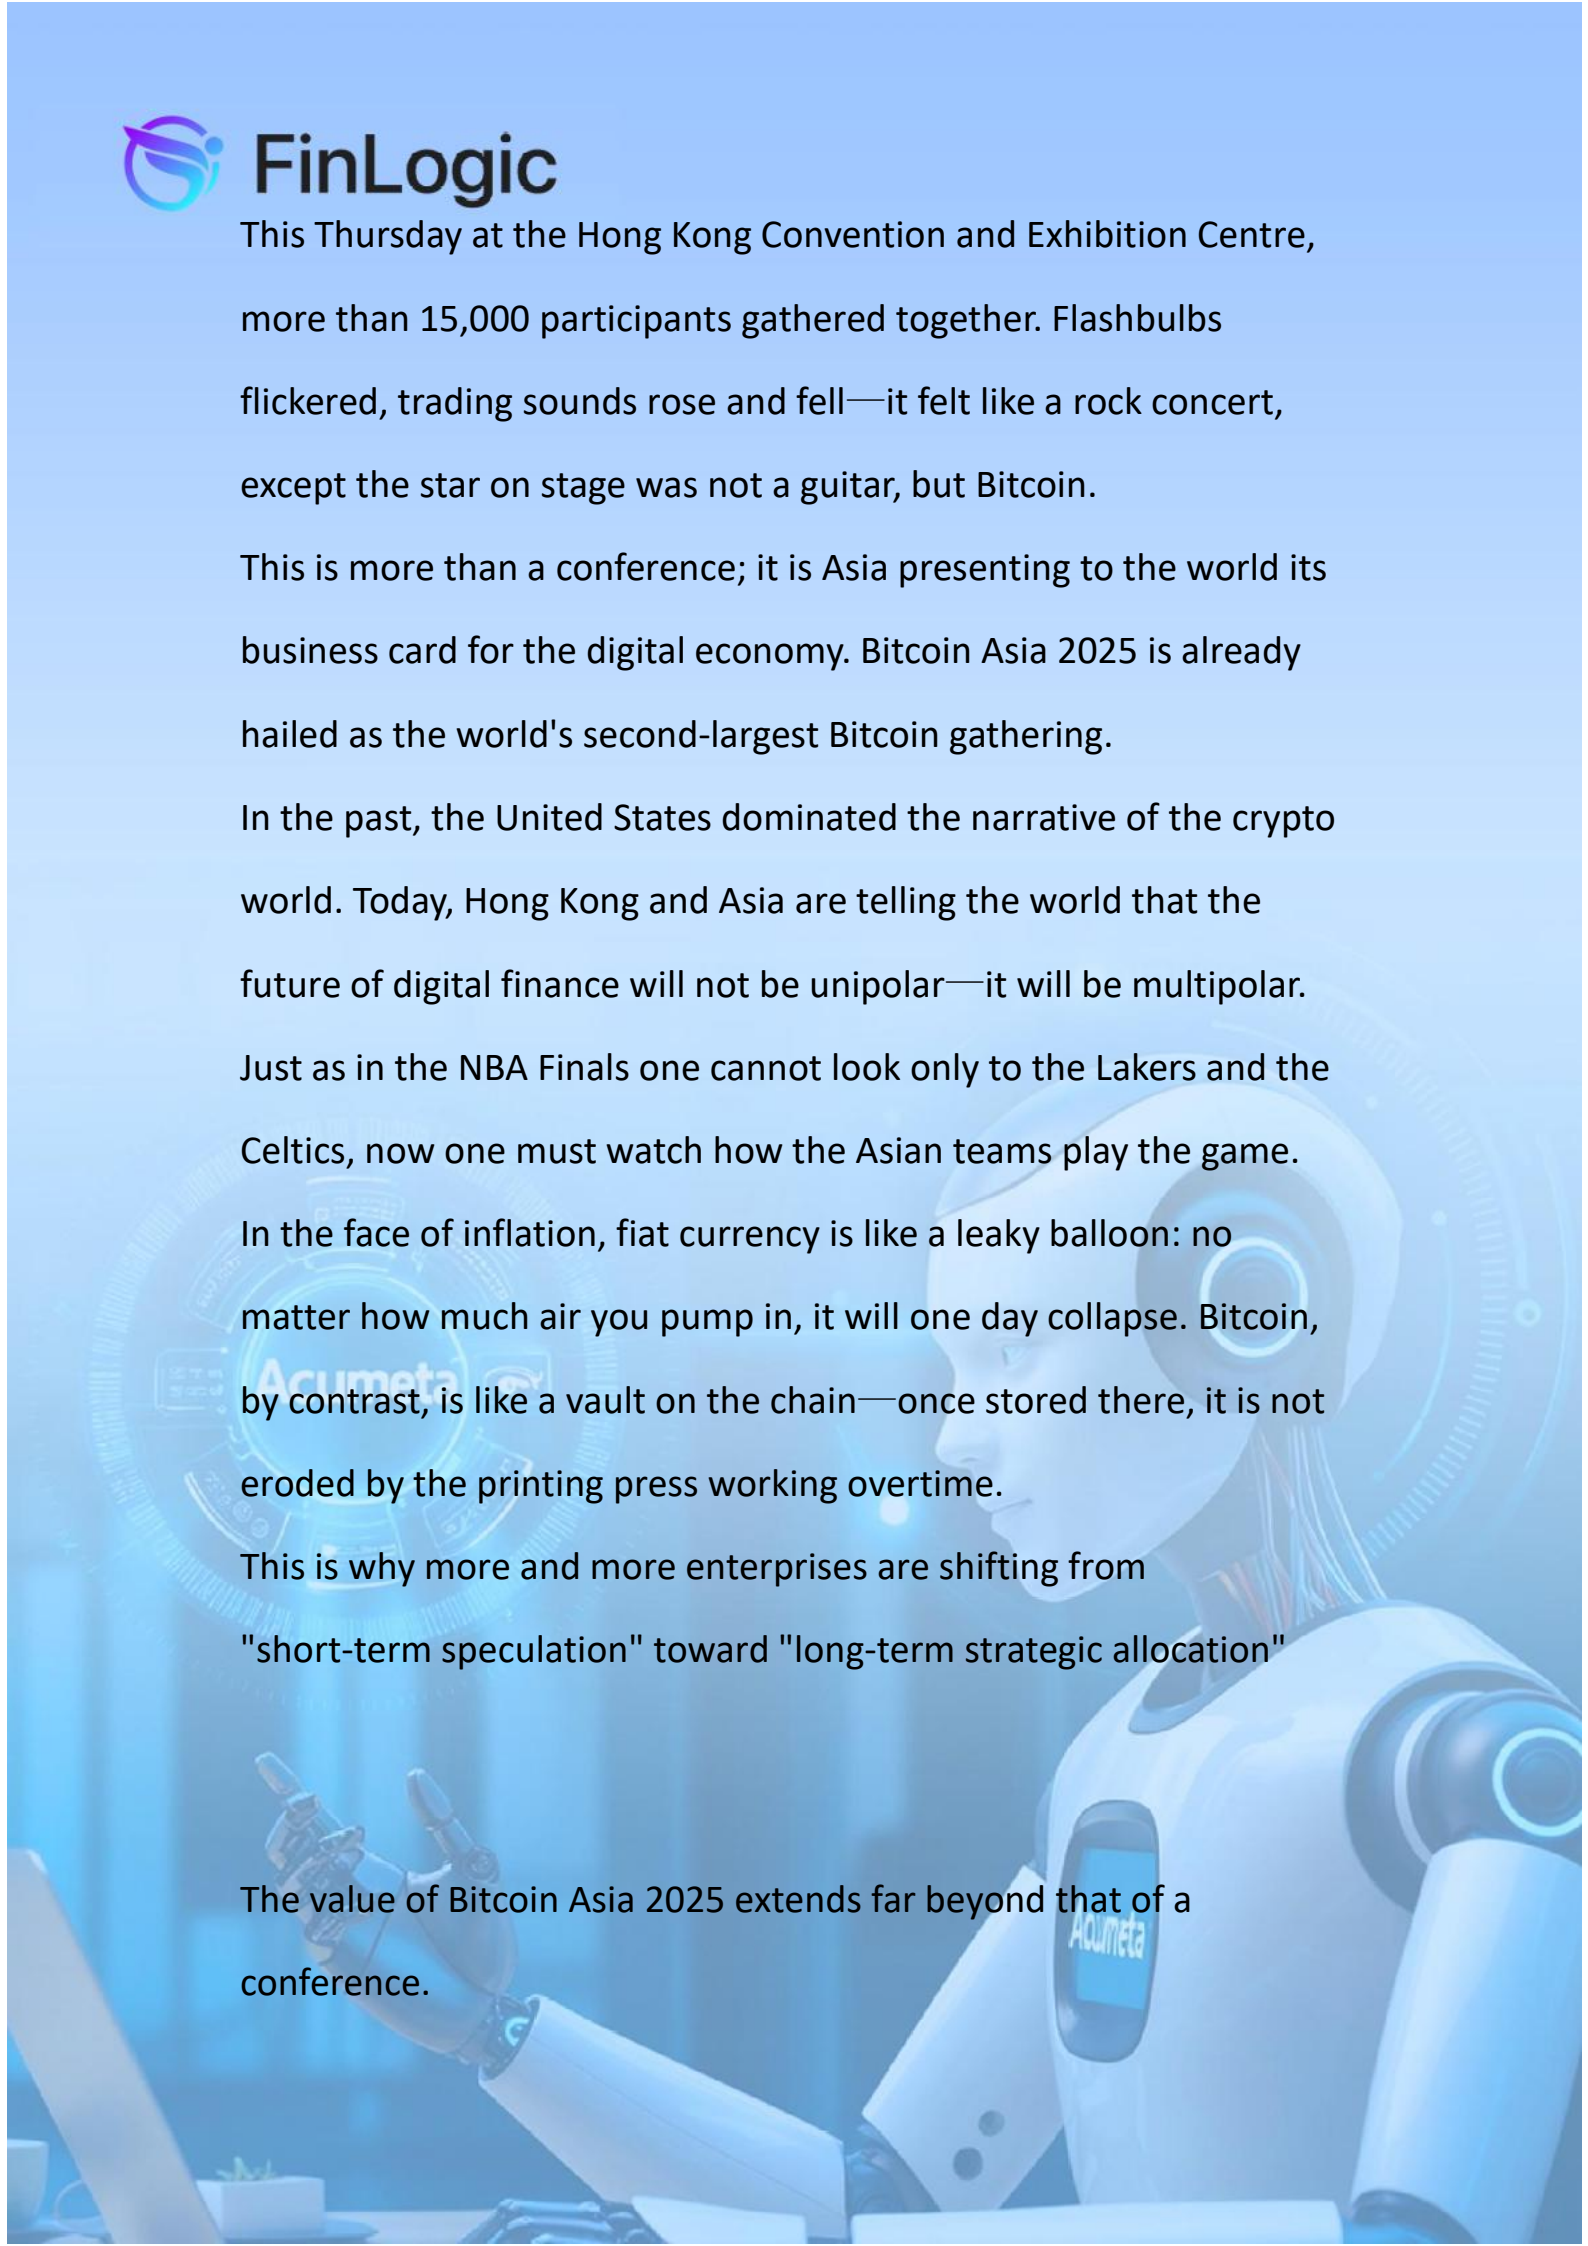 FinLogic
This Thursday at the Hong Kong Convention and Exhibition Centre,
more than 15,000 participants gathered together. Flashbulbs
flickered, trading sounds rose and fell—it felt like a rock concert,
except the star on stage was not a guitar, but Bitcoin.
This is more than a conference; it is Asia presenting to the world its
business card for the digital economy. Bitcoin Asia 2025 is already
hailed as the world's second-largest Bitcoin gathering.
In the past, the United States dominated the narrative of the crypto
world. Today, Hong Kong and Asia are telling the world that the
future of digital finance will not be unipolar—it will be multipolar.
Just as in the NBA Finals one cannot look only to the Lakers and the
Celtics, now one must watch how the Asian teams play the game.
In the face of inflation, fiat currency is like a leaky balloon: no
matter how much air you pump in, it will one day collapse. Bitcoin,
Acumeta
by contrast, is like a vault on the chain—once stored there, it is not
eroded by the printing press working overtime.
This is why more and more enterprises are shifting from
"short-term speculation" toward "long-term strategic allocation"
The value of Bitcoin Asia 2025 extends far beyond that of a
Acumeta
conference.